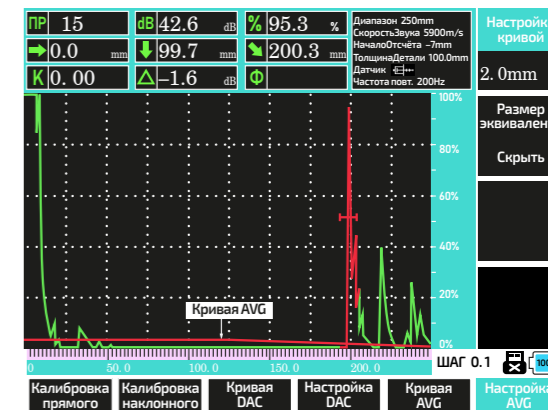 ПР 15
dB 42.6 dB
% 95.3 %
0.0 mm
99.7 mm
200.3 mm
K 0.00
△ -1.6 dB
Ф
Диапазон 250mm
СкоростьЗвука 5900m/s
НачалоОтсчёта -7mm
ТолщинаДетали 100.0mm
Датчик
Частота повт. 200Hz
Настройк
кривой
2.0mm
Размер
эквивален
Скрыть
100%
80%
60%
40%
20%
0%
Кривая AVG
0 50.0 100.0 150.0 200.0
ШАГ 0.1
100
Калибровка
прямого
Калибровка
наклонного
Кривая
DAC
Настройка
DAC
Кривая
AVG
Настройка
AVG